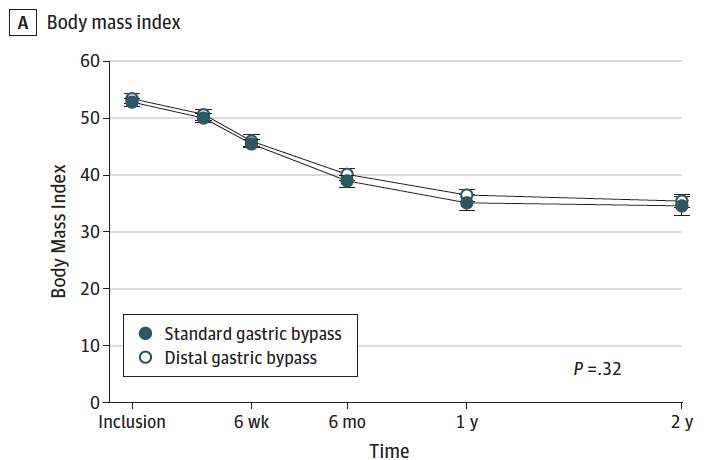 A Body mass index
60
50
40
30
20
10
0
Body Mass Index
Standard gastric bypass
Distal gastric bypass
P =.32
Inclusion 6 wk 6 mo 1 y 2 y
Time